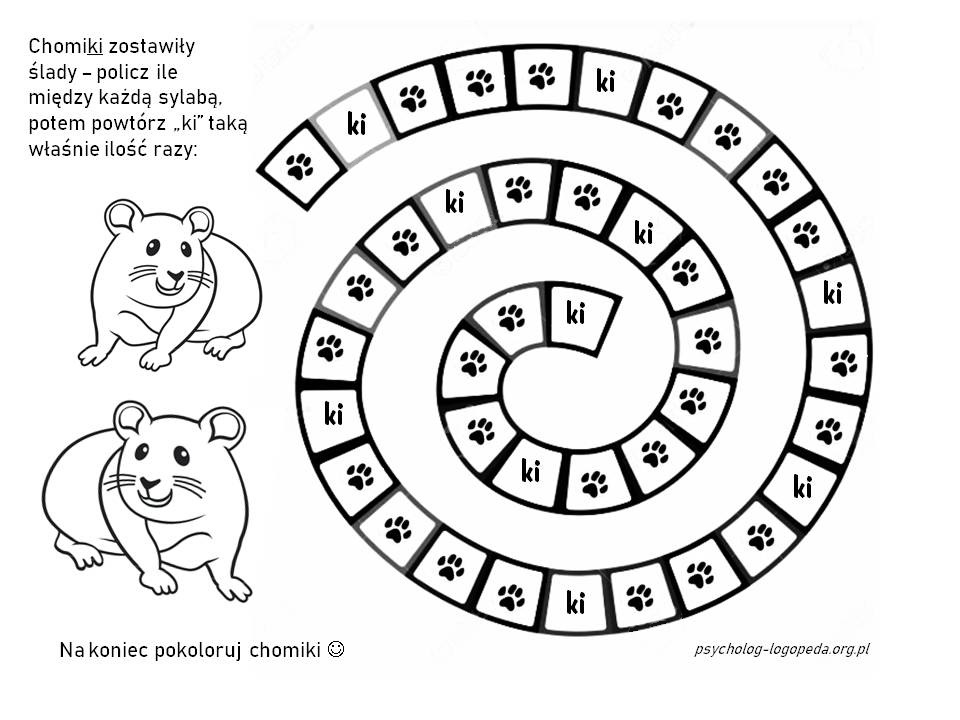 Chomiki zostawiły
ślady – policz ile
między każdą sylabą,
potem powtórz „ki” taką
właśnie ilość razy:
ki
ki
ki
ki
ki
ki
ki
ki
ki
ki
Na koniec pokoloruj chomiki ☺
psycholog-logopeda.org.pl